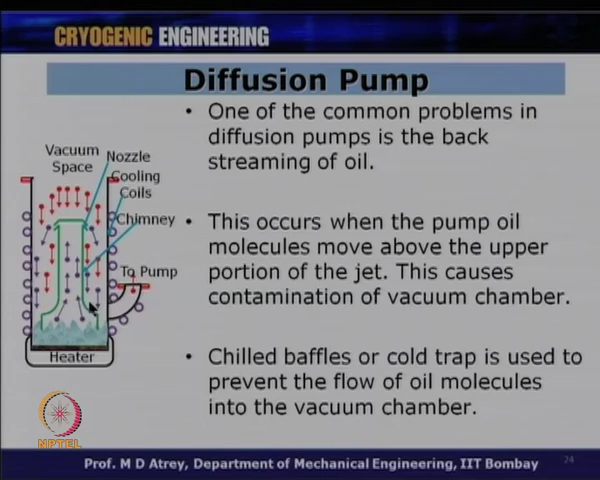 CRYOGENIC ENGINEERING
Diffusion Pump
• One of the common problems in
diffusion pumps is the back
streaming of oil.
• This occurs when the pump oil
molecules move above the upper
portion of the jet. This causes
contamination of vacuum chamber.
• Chilled baffles or cold trap is used to
prevent the flow of oil molecules
into the vacuum chamber.
Vacuum
Space
Nozzle
Cooling
Coils
Chimney
To Pump
Heater
NPTEL
Prof. M D Atrey, Department of Mechanical Engineering, IIT Bombay
24